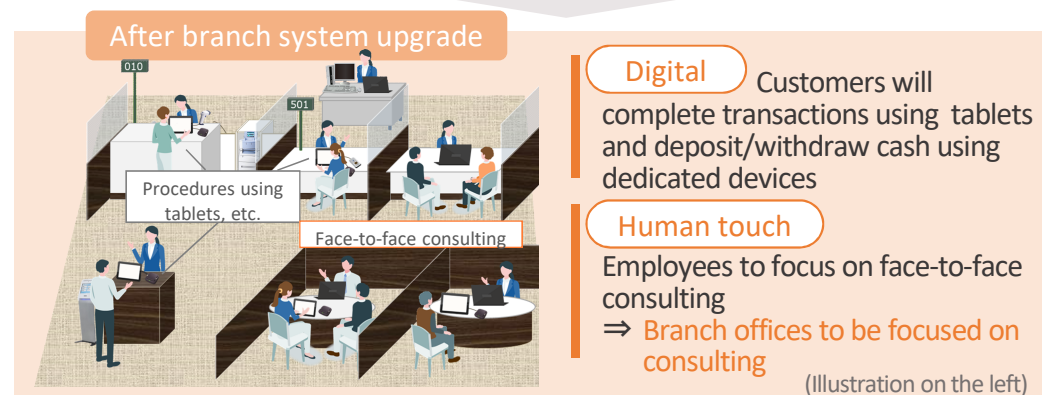 After branch system upgrade
010
501
Procedures using
tablets, etc.
Face-to-face consulting
Digital
Customers will
complete transactions using tablets
and deposit/withdraw cash using
dedicated devices
Human touch
Employees to focus on face-to-face
consulting
⇒ Branch offices to be focused on
consulting
(Illustration on the left)